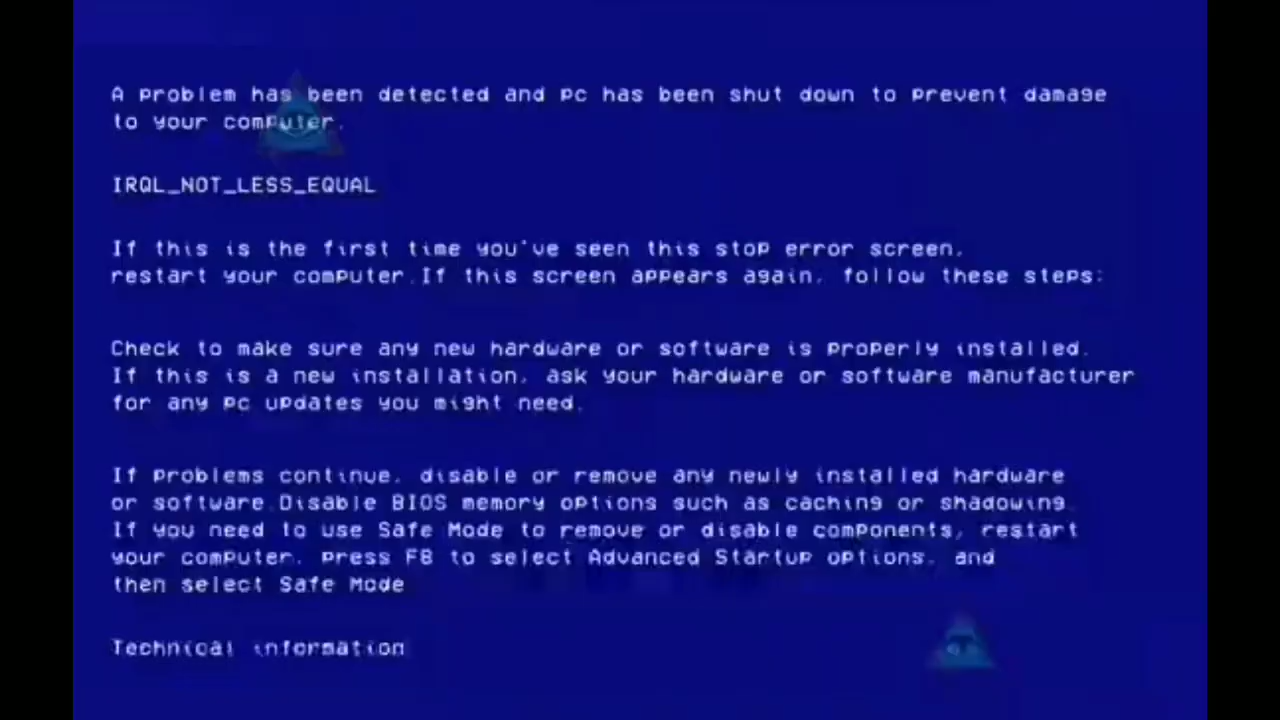 A problem has been detected and pc has been shut down to prevent damage
to your computer.
IRQL_NOT_LESS_EQUAL
If this is the first time you've seen this stop error screen,
restart your computer.If this screen appears again, follow these steps:
Check to make sure any new hardware or software is properly installed.
If this is a new installation, ask your hardware or software manufacturer
for any pc updates you might need.
If problems continue, disable or remove any newly installed hardware
or software.Disable BIOS memory options such as caching or shadowing.
If you need to use Safe Mode to remove or disable components, restart
your computer, press F8 to select Advanced Startup options, and
then select Safe Mode
Technical information